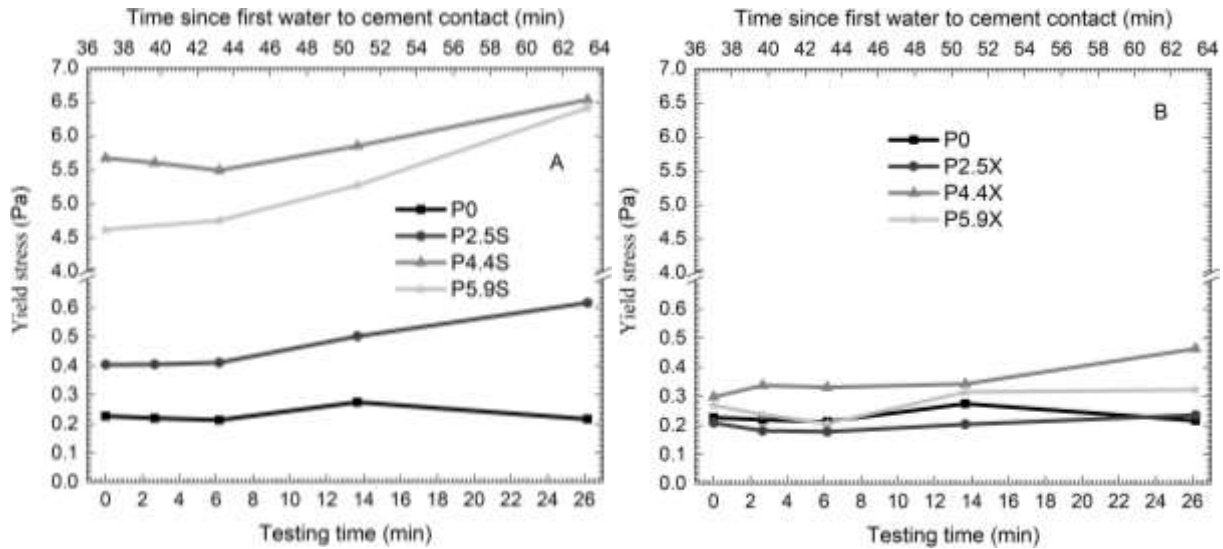 Time since first water to cement contact (min)
36 38 40 42 44 46 48 50 52 54 56 58 60 62 64
7.0
6.5
6.0
5.5
5.0
4.5
4.0
0.6
0.5
0.4
0.3
0.2
0.1
0.0
Yield stress (Pa)
A
P0
P2.5S
P4.4S
P5.9S
0 2 4 6 8 10 12 14 16 18 20 22 24 26
Testing time (min)
Time since first water to cement contact (min)
36 38 40 42 44 46 48 50 52 54 56 58 60 62 64
7.0
6.5
6.0
5.5
5.0
4.5
4.0
0.6
0.5
0.4
0.3
0.2
0.1
0.0
Yield stress (Pa)
B
P0
P2.5X
P4.4X
P5.9X
0 2 4 6 8 10 12 14 16 18 20 22 24 26
Testing time (min)